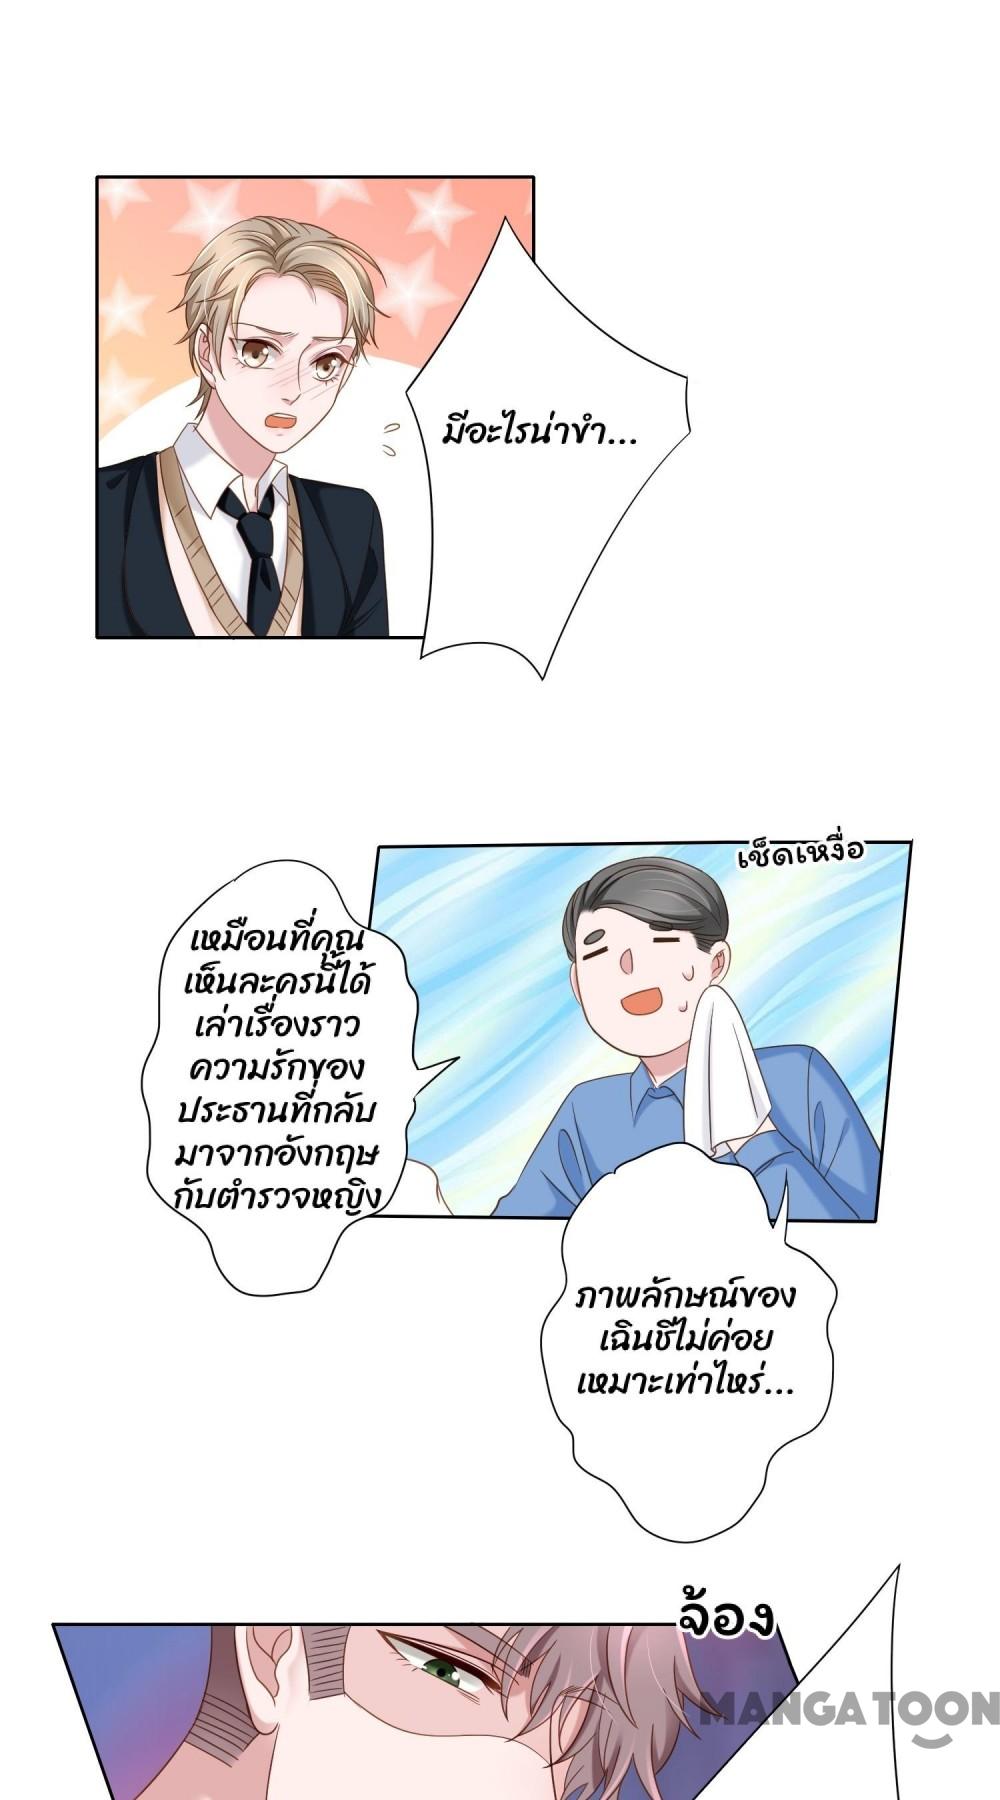 มีอะไรน่าขำ...
เช็ดเหงื่อ
เหมือนที่คุณ
เห็นละครนี้ได้
เล่าเรื่องราว
ความรักของ
ประธานที่กลับ
มาจากอังกฤษ
กับตำรวจหญิง
ภาพลักษณ์ของ
เฉินซีไม่ค่อย
เหมาะเท่าไหร่...
จ้อง
MANGATOON